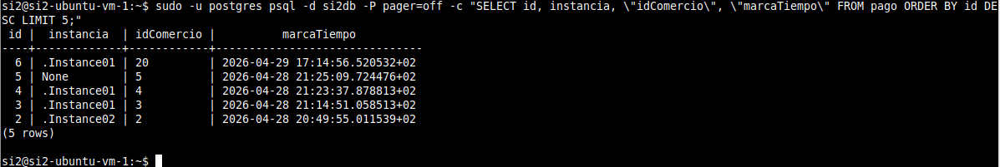 si2@si2-ubuntu-vm-1:~$ sudo -u postgres psql -d si2db -P pager=off -c "SELECT id, instancia, \"idComercio\", \"marcaTiempo\" FROM pago ORDER BY id DE
SC LIMIT 5;"
 id |  instancia  | idComercio |          marcaTiempo
----+-------------+------------+-------------------------------
  6 | .Instance01 | 20         | 2026-04-29 17:14:56.520532+02
  5 | None        | 5          | 2026-04-28 21:25:09.724476+02
  4 | .Instance01 | 4          | 2026-04-28 21:23:37.878813+02
  3 | .Instance01 | 3          | 2026-04-28 21:14:51.058513+02
  2 | .Instance02 | 2          | 2026-04-28 20:49:55.011539+02
(5 rows)
si2@si2-ubuntu-vm-1:~$